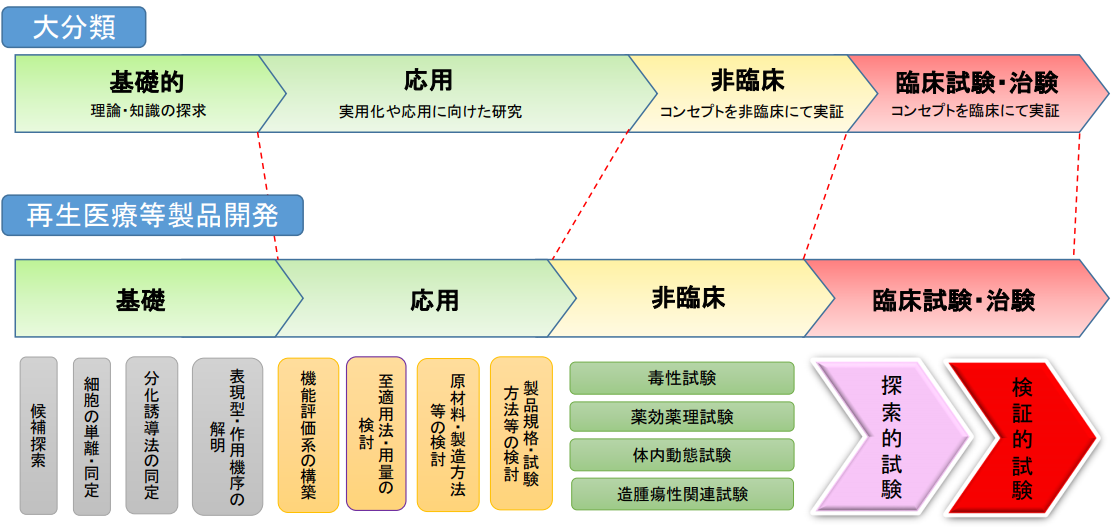 大分類
基礎的
理論・知識の探求
応用
実用化や応用に向けた研究
非臨床
コンセプトを非臨床にて実証
臨床試験・治験
コンセプトを臨床にて実証
再生医療等製品開発
基礎
応用
非臨床
臨床試験・治験
候補探索
細胞の単離・同定
分化誘導法の同定
表現型・作用機序の
解明
機能評価系の構築
至適用法・用量の
検討
原材料・製造方法
等の検討
製品規格・試験
方法等の検討
毒性試験
薬効薬理試験
体内動態試験
造腫瘍性関連試験
探索的試験
検証的試験